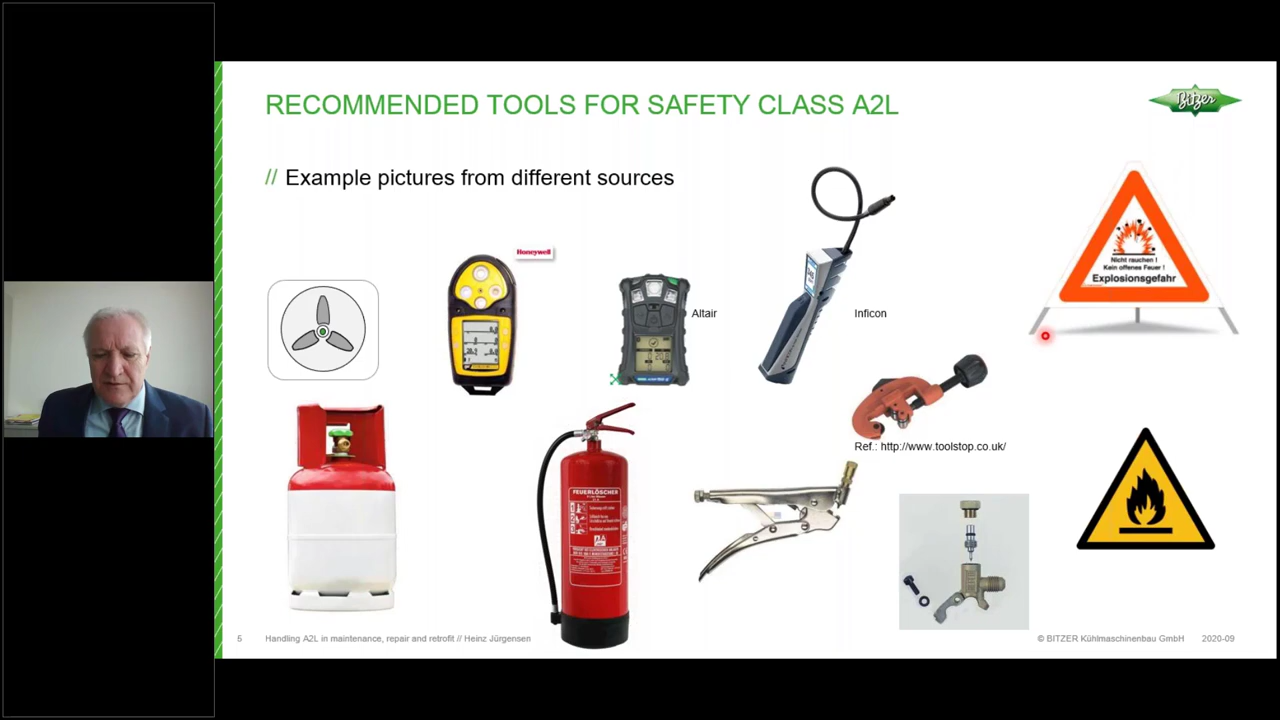 RECOMMENDED TOOLS FOR SAFETY CLASS A2L
Bitzer
// Example pictures from different sources
Honeywell
Altair
Inficon
Nicht rauchen !
Kein offenes Feuer !
Explosionsgefahr
Ref.: http://www.toolstop.co.uk/
FEUERLÖSCHER
5
Handling A2L in maintenance, repair and retrofit // Heinz Jürgensen
© BITZER Kühlmaschinenbau GmbH
2020-09